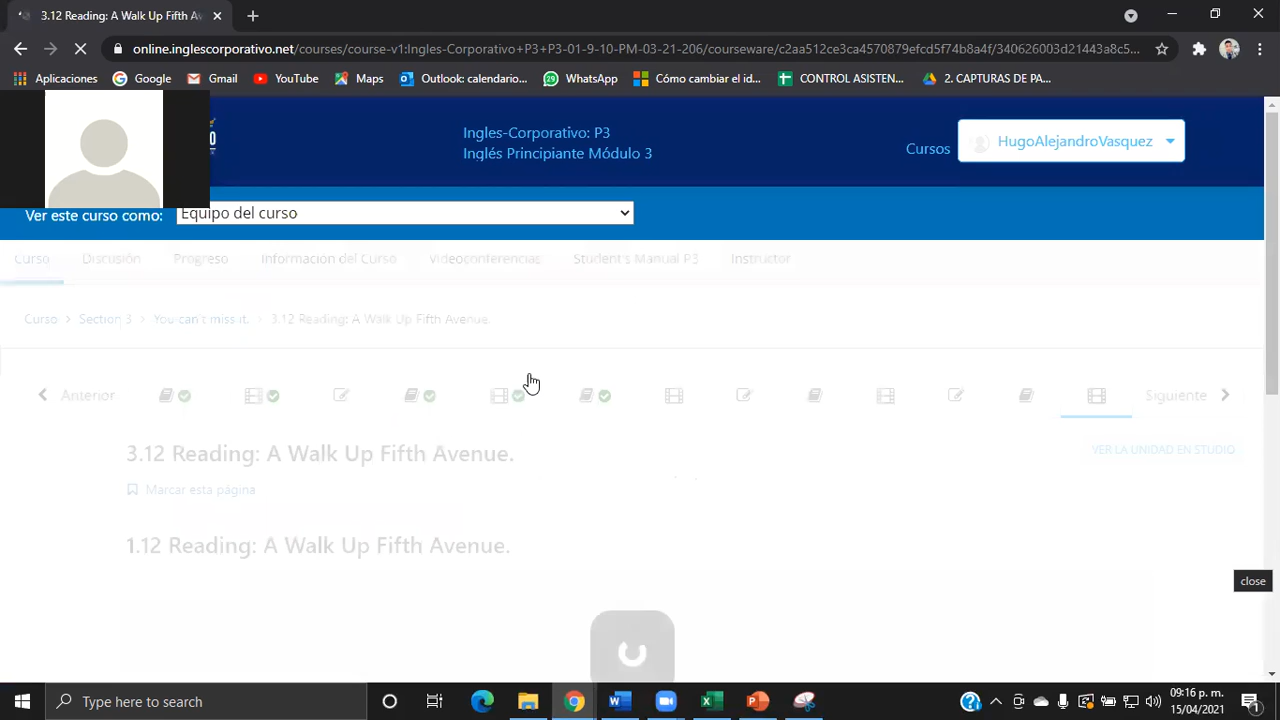 3.12 Reading: A Walk Up Fifth Av
online.inglescorporativo.net/courses/course-v1:Ingles-Corporativo+P3+P3-01-9-10-PM-03-21-206/courseware/c2aa512ce3ca4570879efcd5f74b8a4f/340626003d21443a8c5...
Aplicaciones Google Gmail YouTube Maps Outlook: calendario... WhatsApp Cómo cambiar el id... CONTROL ASISTEN... 2. CAPTURAS DE PA...
Ingles-Corporativo: P3
Inglés Principiante Módulo 3
Cursos
HugoAlejandroVasquez
Ver este curso como: Equipo del curso
Curso Discusión Progreso Información del Curso Videoconferencias Student's Manual P3 Instructor
Curso > Section 3 > You can't miss it. > 3.12 Reading: A Walk Up Fifth Avenue.
Anterior Siguiente
3.12 Reading: A Walk Up Fifth Avenue.
VER LA UNIDAD EN STUDIO
Marcar esta página
1.12 Reading: A Walk Up Fifth Avenue.
close
Type here to search
09:16 p. m.
15/04/2021